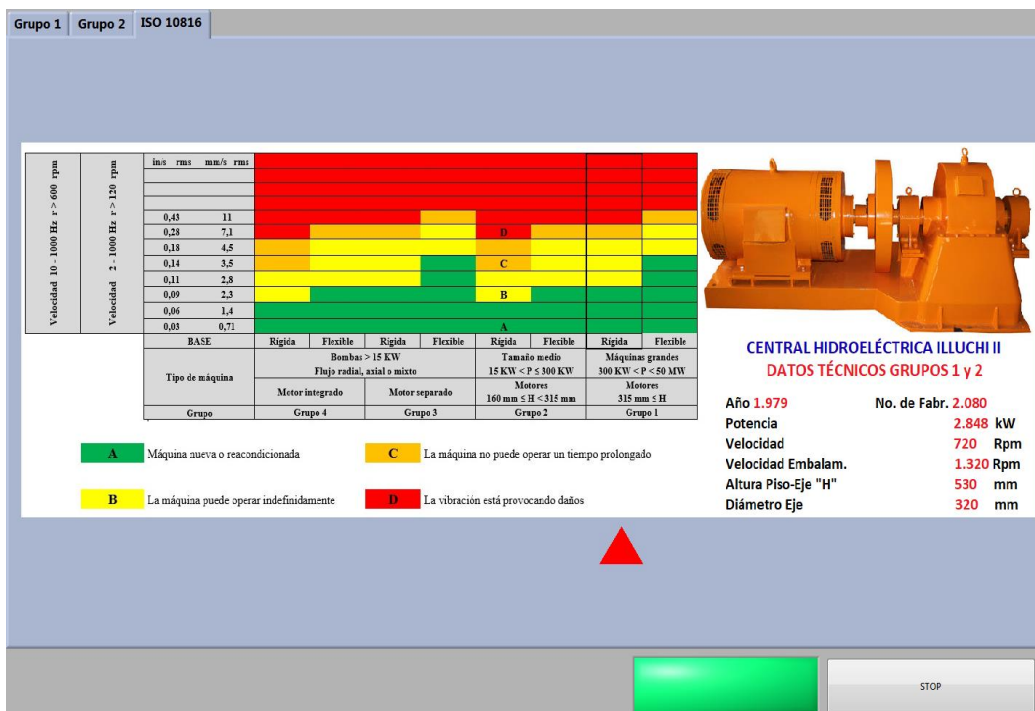 Grupo 1 Grupo 2 ISO 10816
Velocidad 10 - 1000 Hz r > 600 rpm
Velocidad 2 - 1000 Hz r > 120 rpm
in/s rms mm/s rms
0,43 11
0,28 7,1 D
0,18 4,5
0,14 3,5 C
0,11 2,8
0,09 2,3 B
0,06 1,4
0,03 0,71 A
BASE Rígida Flexible Rígida Flexible Rígida Flexible Rígida Flexible
Tipo de máquina
Bombas > 15 KW
Flujo radial, axial o mixto
Tamaño medio
15 KW < P ≤ 300 KW
Máquinas grandes
300 KW < P < 50 MW
Motor integrado Motor separado
Motores
160 mm ≤ H < 315 mm
Motores
315 mm ≤ H
Grupo Grupo 4 Grupo 3 Grupo 2 Grupo 1
A Máquina nueva o reacondicionada
C La máquina no puede operar un tiempo prolongado
B La máquina puede operar indefinidamente
D La vibración está provocando daños
CENTRAL HIDROELÉCTRICA ILLUCHI II
DATOS TÉCNICOS GRUPOS 1 y 2
Año 1.979 No. de Fabr. 2.080
Potencia 2.848 kW
Velocidad 720 Rpm
Velocidad Embalam. 1.320 Rpm
Altura Piso-Eje "H" 530 mm
Diámetro Eje 320 mm
STOP